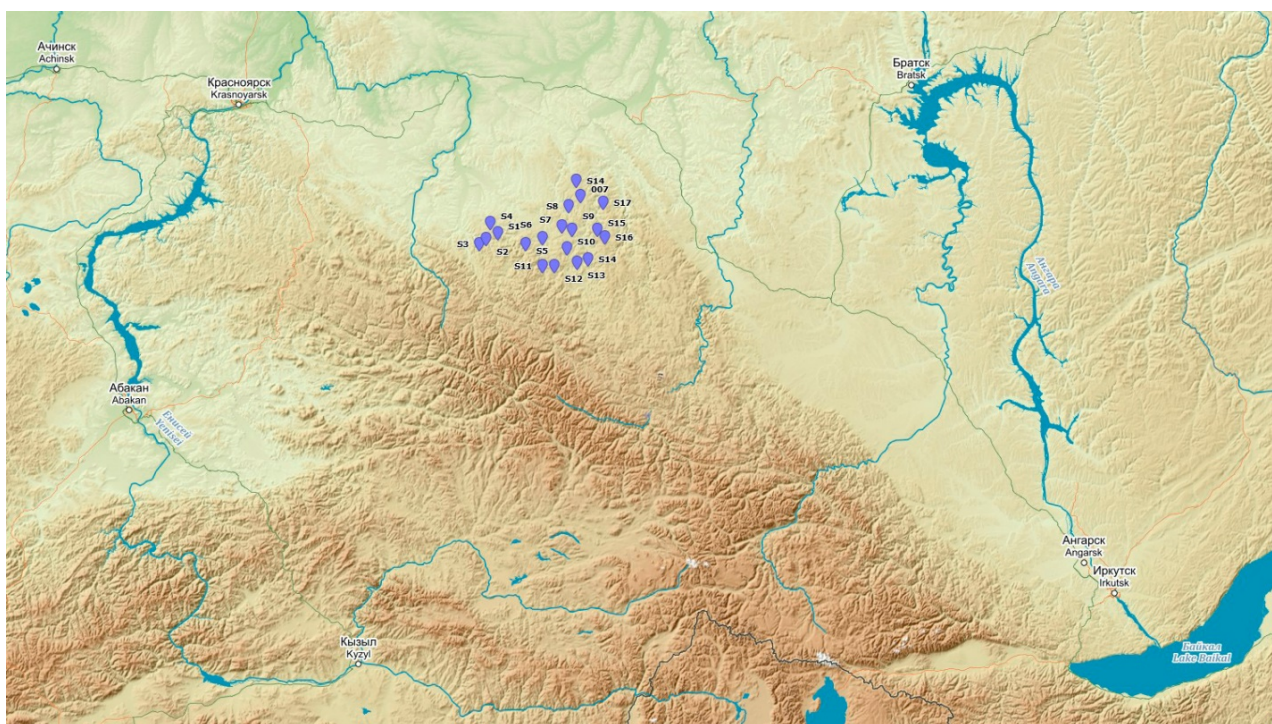 Ачинск
Achinsk
Красноярск
Krasnoyarsk
Братск
Bratsk
S14
007
S17
S8
S4
S1
S6
S7
S9
S15
S16
S3
S2
S5
S10
S11
S14
S12
S13
Ангара
Angara
Абакан
Abakan
Енисей
Yenisei
Ангарск
Angarsk
Иркутск
Irkutsk
Кызыл
Kyzyl
Байкал
Lake Baikal